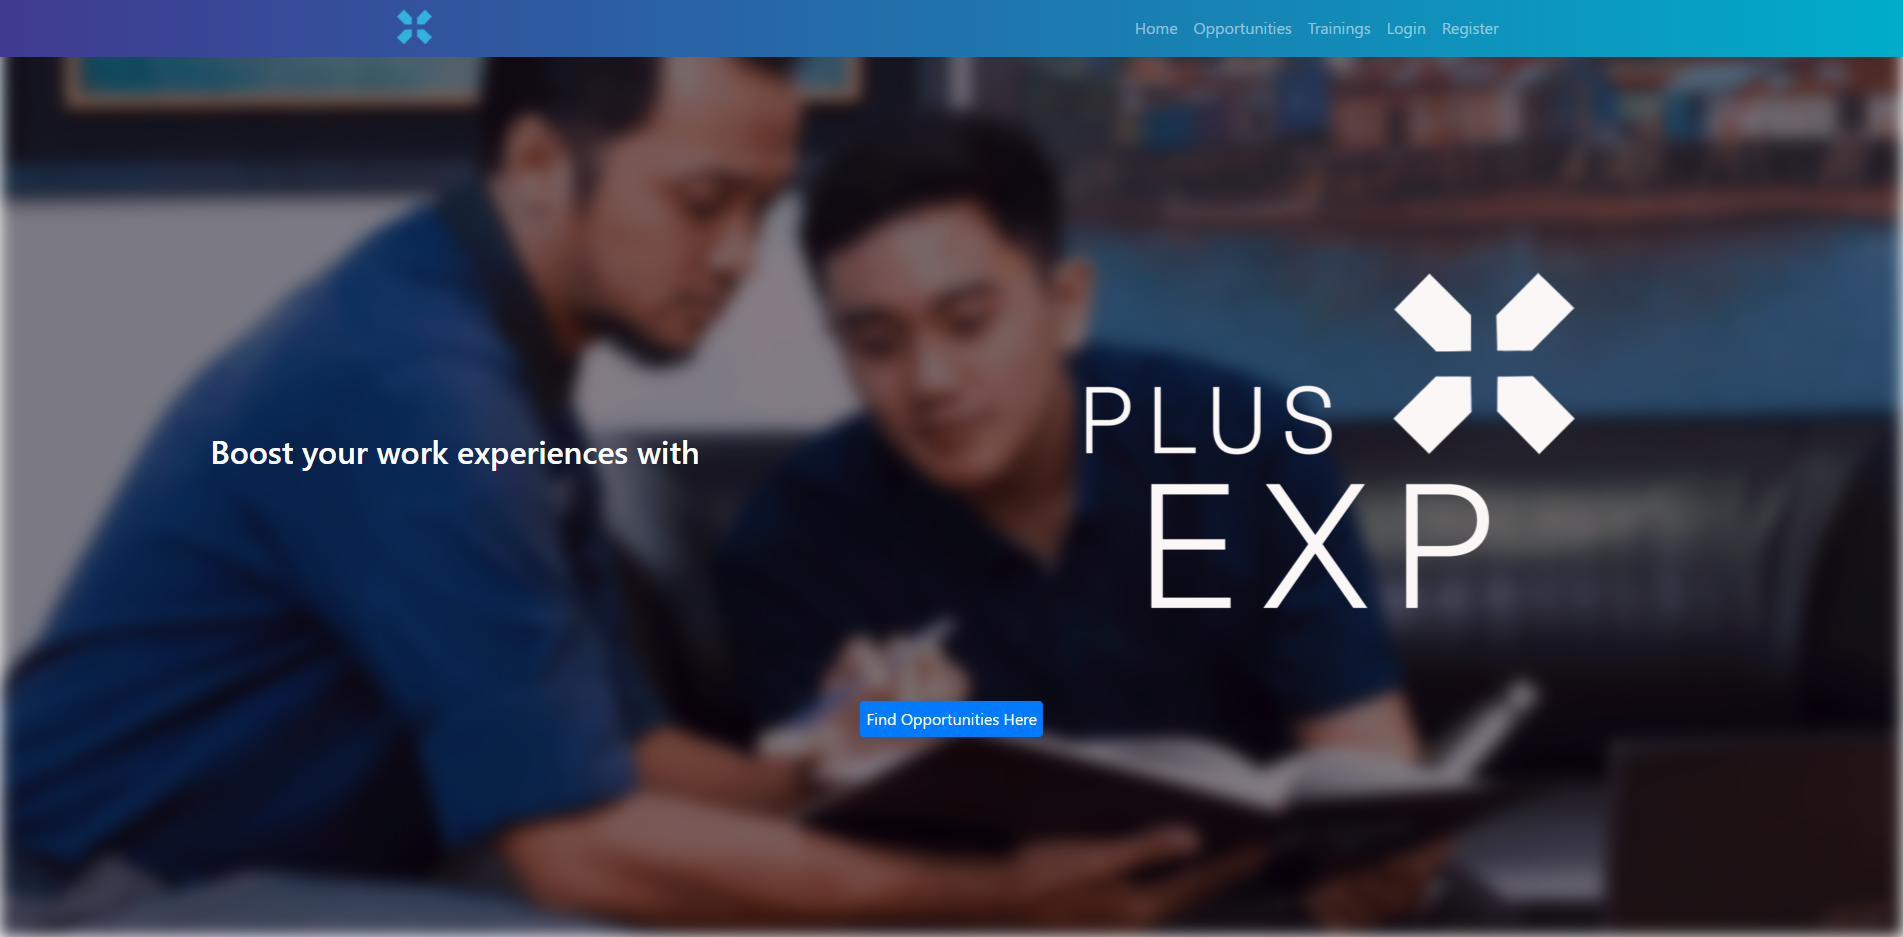 Home Opportunities Trainings Login Register
Boost your work experiences with
PLUS
EXP
Find Opportunities Here